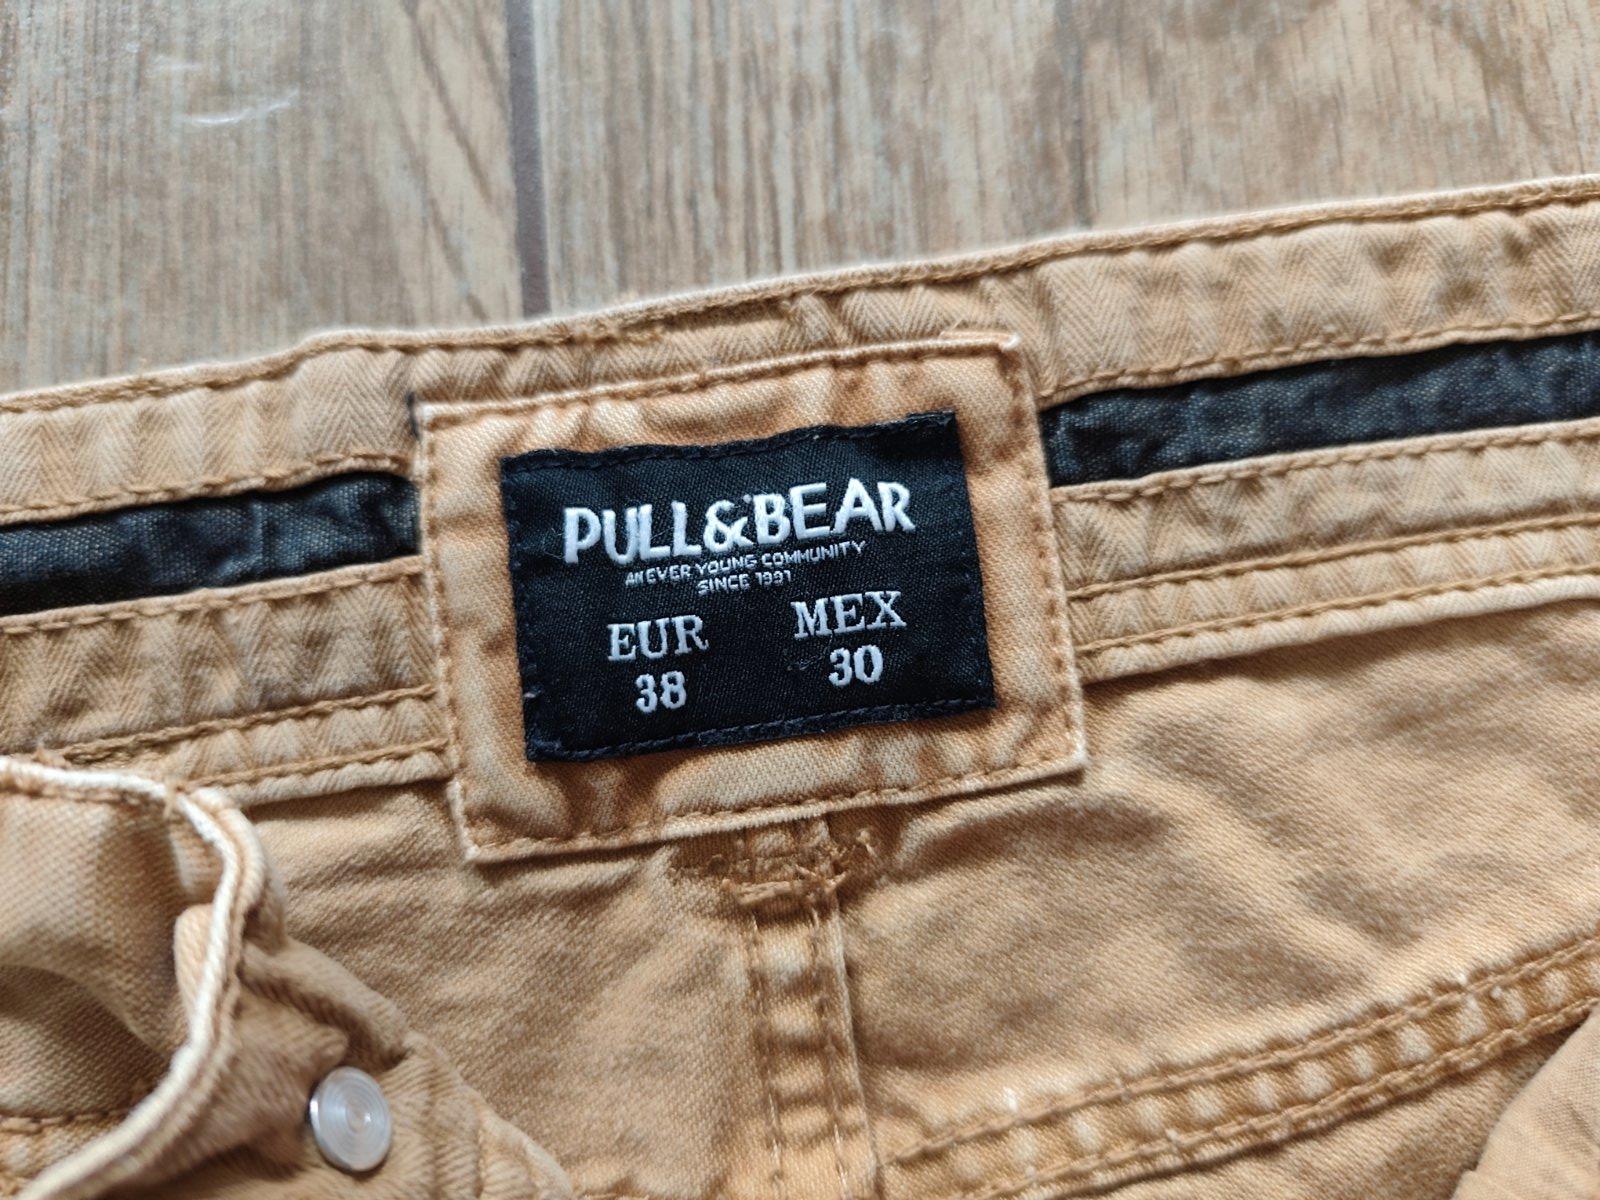 PULL&BEAR
AN EVER YOUNG COMMUNITY
SINCE 1991
EUR MEX
38 30